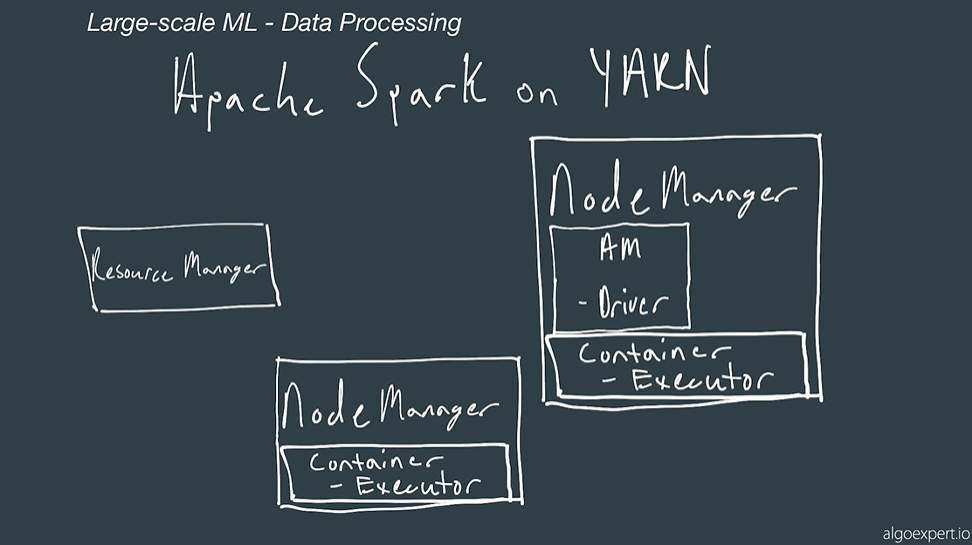 Large-scale ML - Data Processing
Apache Spark on YARN
Resource Manager
Node Manager
AM
- Driver
Container
- Executor
Node Manager
Container
- Executor
algoexpert.io